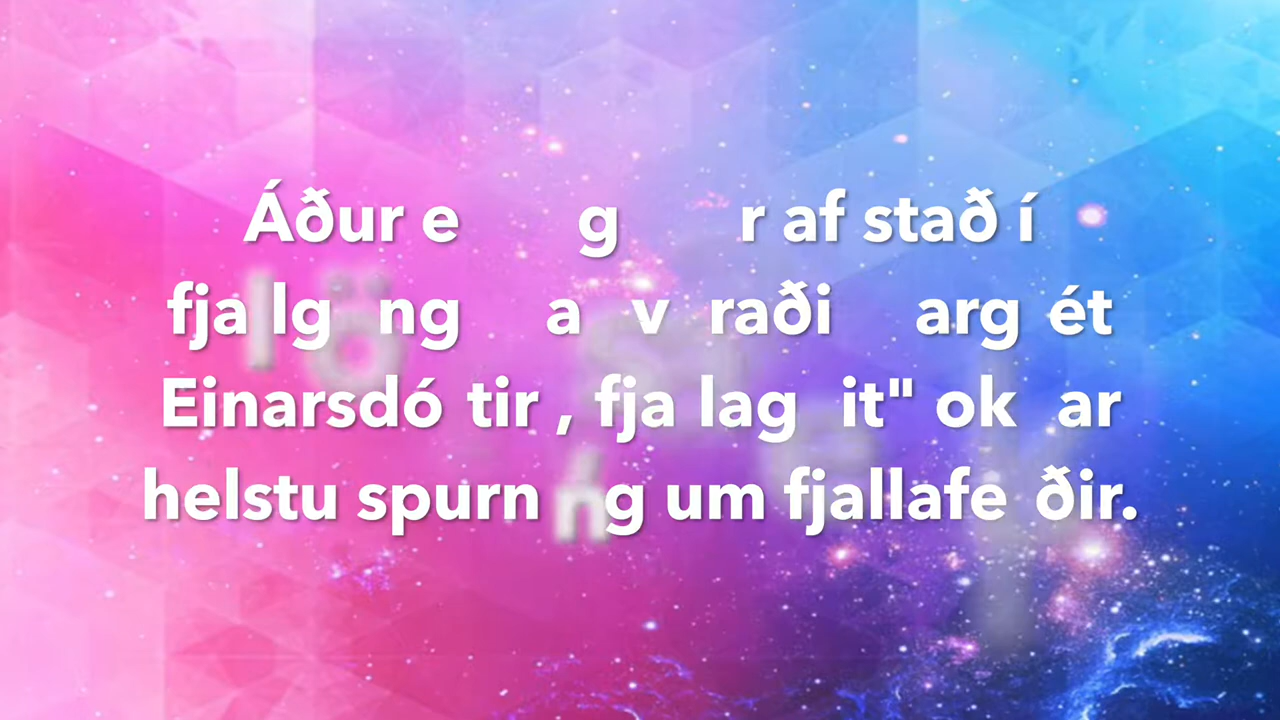 Áður e g r af stað í
fja lg ng a v raði arg ét
Einarsdó tir , fja lag it" ok ar
helstu spurn g um fjallafe ðir.